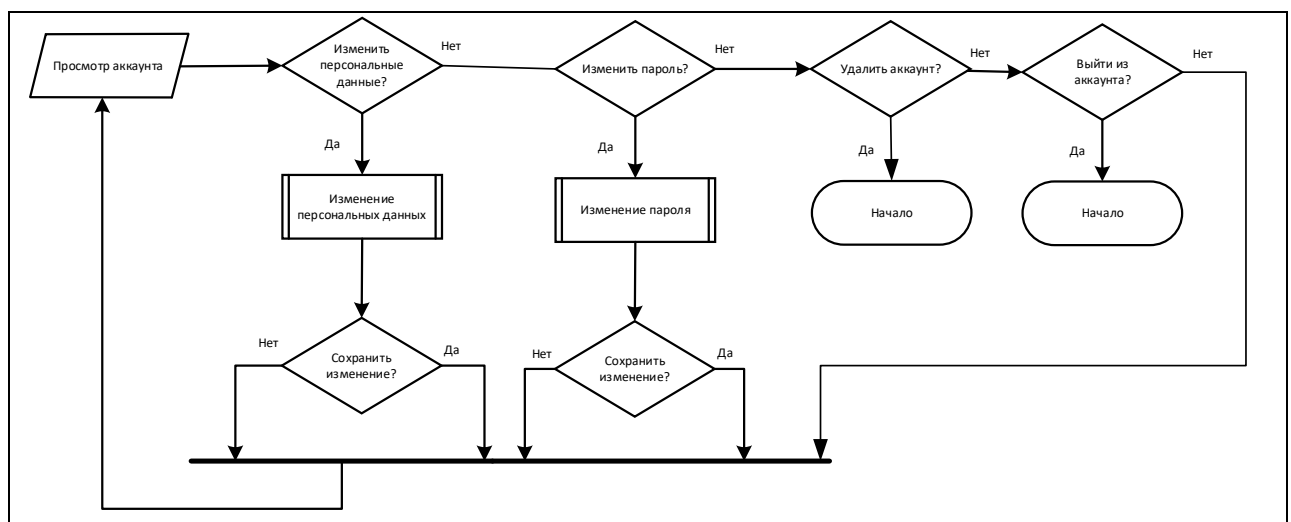 Просмотр аккаунта
Изменить
персональные
данные?
Нет
Изменить пароль?
Нет
Удалить аккаунт?
Нет
Выйти из
аккаунта?
Нет
Да
Да
Да
Да
Изменение
персональных данных
Изменение пароля
Начало
Начало
Нет
Сохранить
изменение?
Да
Нет
Сохранить
изменение?
Да